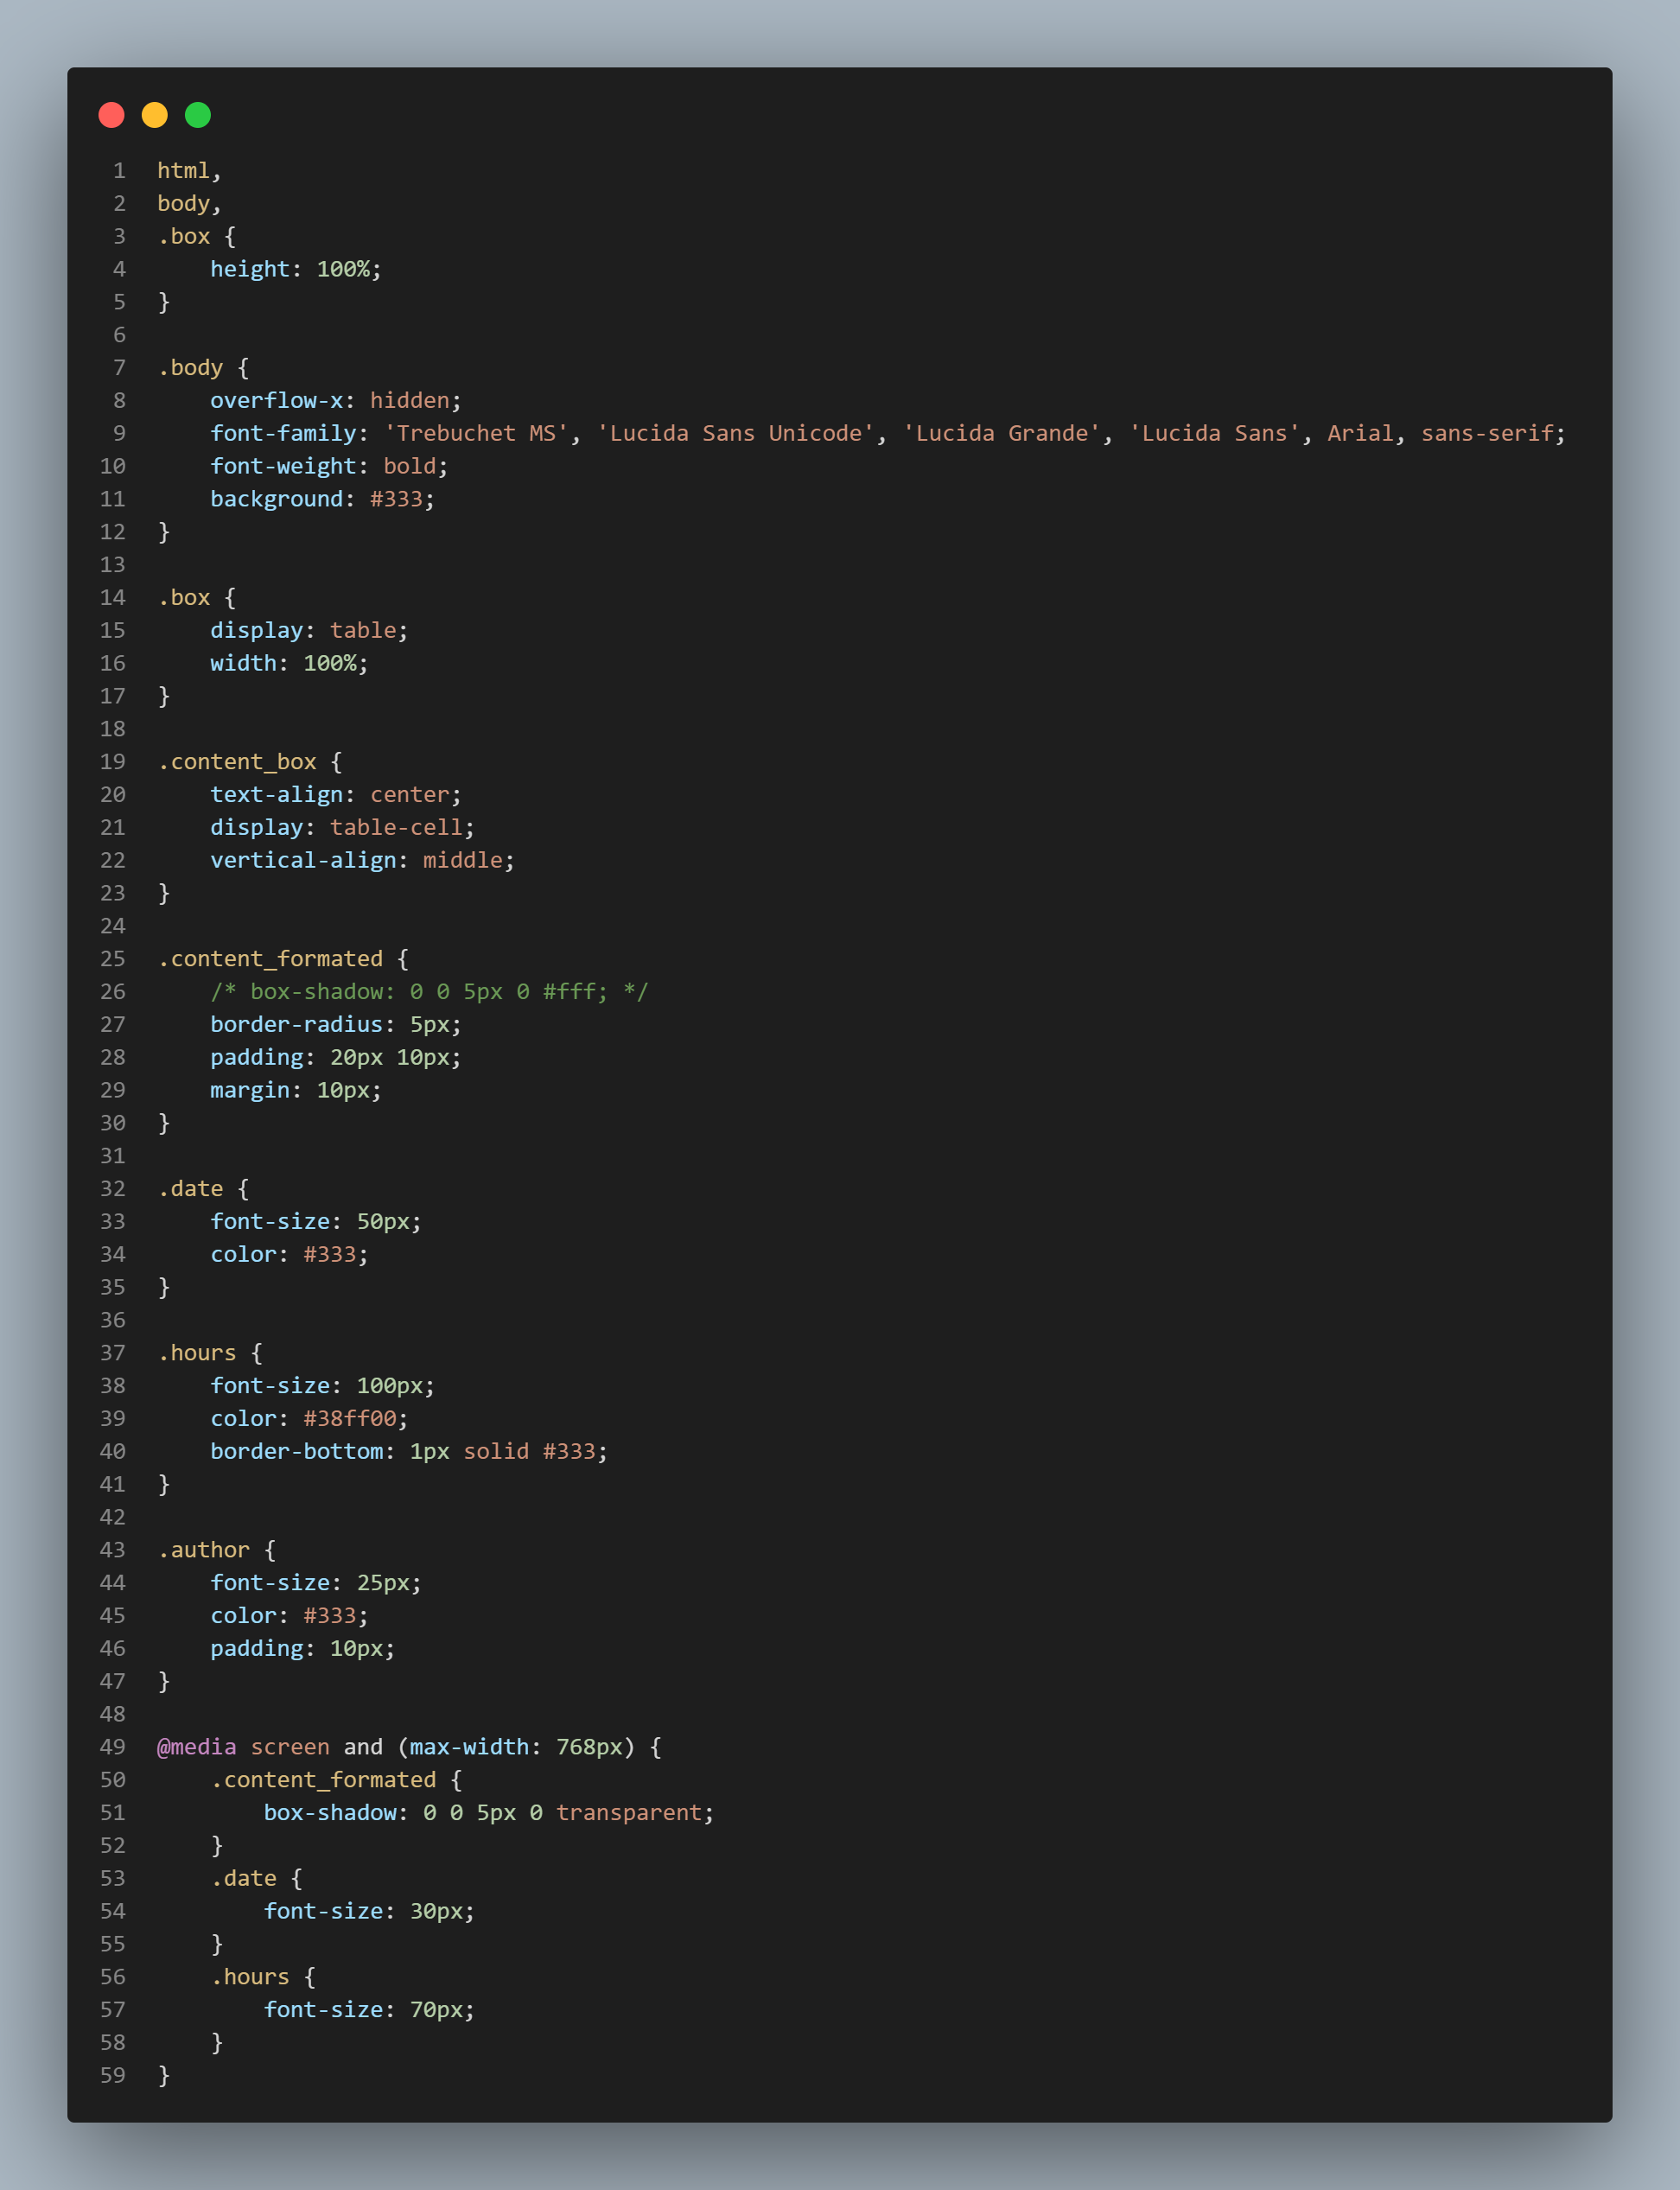 1 html,
2 body,
3 .box {
4     height: 100%;
5 }
6
7 .body {
8     overflow-x: hidden;
9     font-family: 'Trebuchet MS', 'Lucida Sans Unicode', 'Lucida Grande', 'Lucida Sans', Arial, sans-serif;
10     font-weight: bold;
11     background: #333;
12 }
13
14 .box {
15     display: table;
16     width: 100%;
17 }
18
19 .content_box {
20     text-align: center;
21     display: table-cell;
22     vertical-align: middle;
23 }
24
25 .content_formated {
26     /* box-shadow: 0 0 5px 0 #fff; */
27     border-radius: 5px;
28     padding: 20px 10px;
29     margin: 10px;
30 }
31
32 .date {
33     font-size: 50px;
34     color: #333;
35 }
36
37 .hours {
38     font-size: 100px;
39     color: #38ff00;
40     border-bottom: 1px solid #333;
41 }
42
43 .author {
44     font-size: 25px;
45     color: #333;
46     padding: 10px;
47 }
48
49 @media screen and (max-width: 768px) {
50     .content_formated {
51         box-shadow: 0 0 5px 0 transparent;
52     }
53     .date {
54         font-size: 30px;
55     }
56     .hours {
57         font-size: 70px;
58     }
59 }